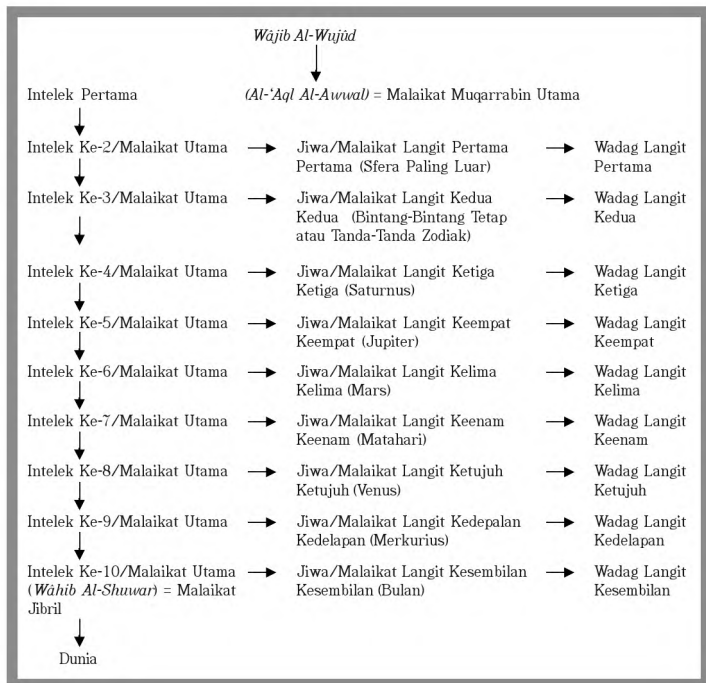 Wâjib Al-Wujûd
Intelek Pertama (Al-‘Aql Al-Awwal) = Malaikat Muqarrabin Utama
Intelek Ke-2/Malaikat Utama Jiwa/Malaikat Langit Pertama Wadag Langit
Pertama (Sfera Paling Luar) Pertama
Intelek Ke-3/Malaikat Utama Jiwa/Malaikat Langit Kedua Wadag Langit
Kedua (Bintang-Bintang Tetap Kedua
atau Tanda-Tanda Zodiak)
Intelek Ke-4/Malaikat Utama Jiwa/Malaikat Langit Ketiga Wadag Langit
Ketiga (Saturnus) Ketiga
Intelek Ke-5/Malaikat Utama Jiwa/Malaikat Langit Keempat Wadag Langit
Keempat (Jupiter) Keempat
Intelek Ke-6/Malaikat Utama Jiwa/Malaikat Langit Kelima Wadag Langit
Kelima (Mars) Kelima
Intelek Ke-7/Malaikat Utama Jiwa/Malaikat Langit Keenam Wadag Langit
Keenam (Matahari) Keenam
Intelek Ke-8/Malaikat Utama Jiwa/Malaikat Langit Ketujuh Wadag Langit
Ketujuh (Venus) Ketujuh
Intelek Ke-9/Malaikat Utama Jiwa/Malaikat Langit Kedepalan Wadag Langit
Kedelapan (Merkurius) Kedelapan
Intelek Ke-10/Malaikat Utama Jiwa/Malaikat Langit Kesembilan Wadag Langit
(Wâhib Al-Shuwar) = Malaikat Kesembilan (Bulan) Kesembilan
Jibril
Dunia